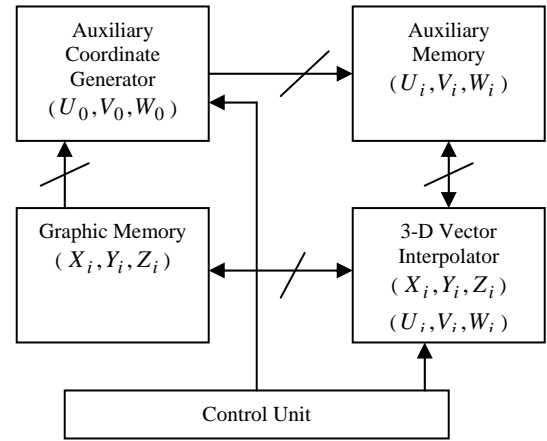 Auxiliary
Coordinate
Generator
(U₀,V₀,W₀)
Auxiliary
Memory
(Uᵢ,Vᵢ,Wᵢ)
Graphic Memory
(Xᵢ,Yᵢ,Zᵢ)
3-D Vector
Interpolator
(Xᵢ,Yᵢ,Zᵢ)
(Uᵢ,Vᵢ,Wᵢ)
Control Unit